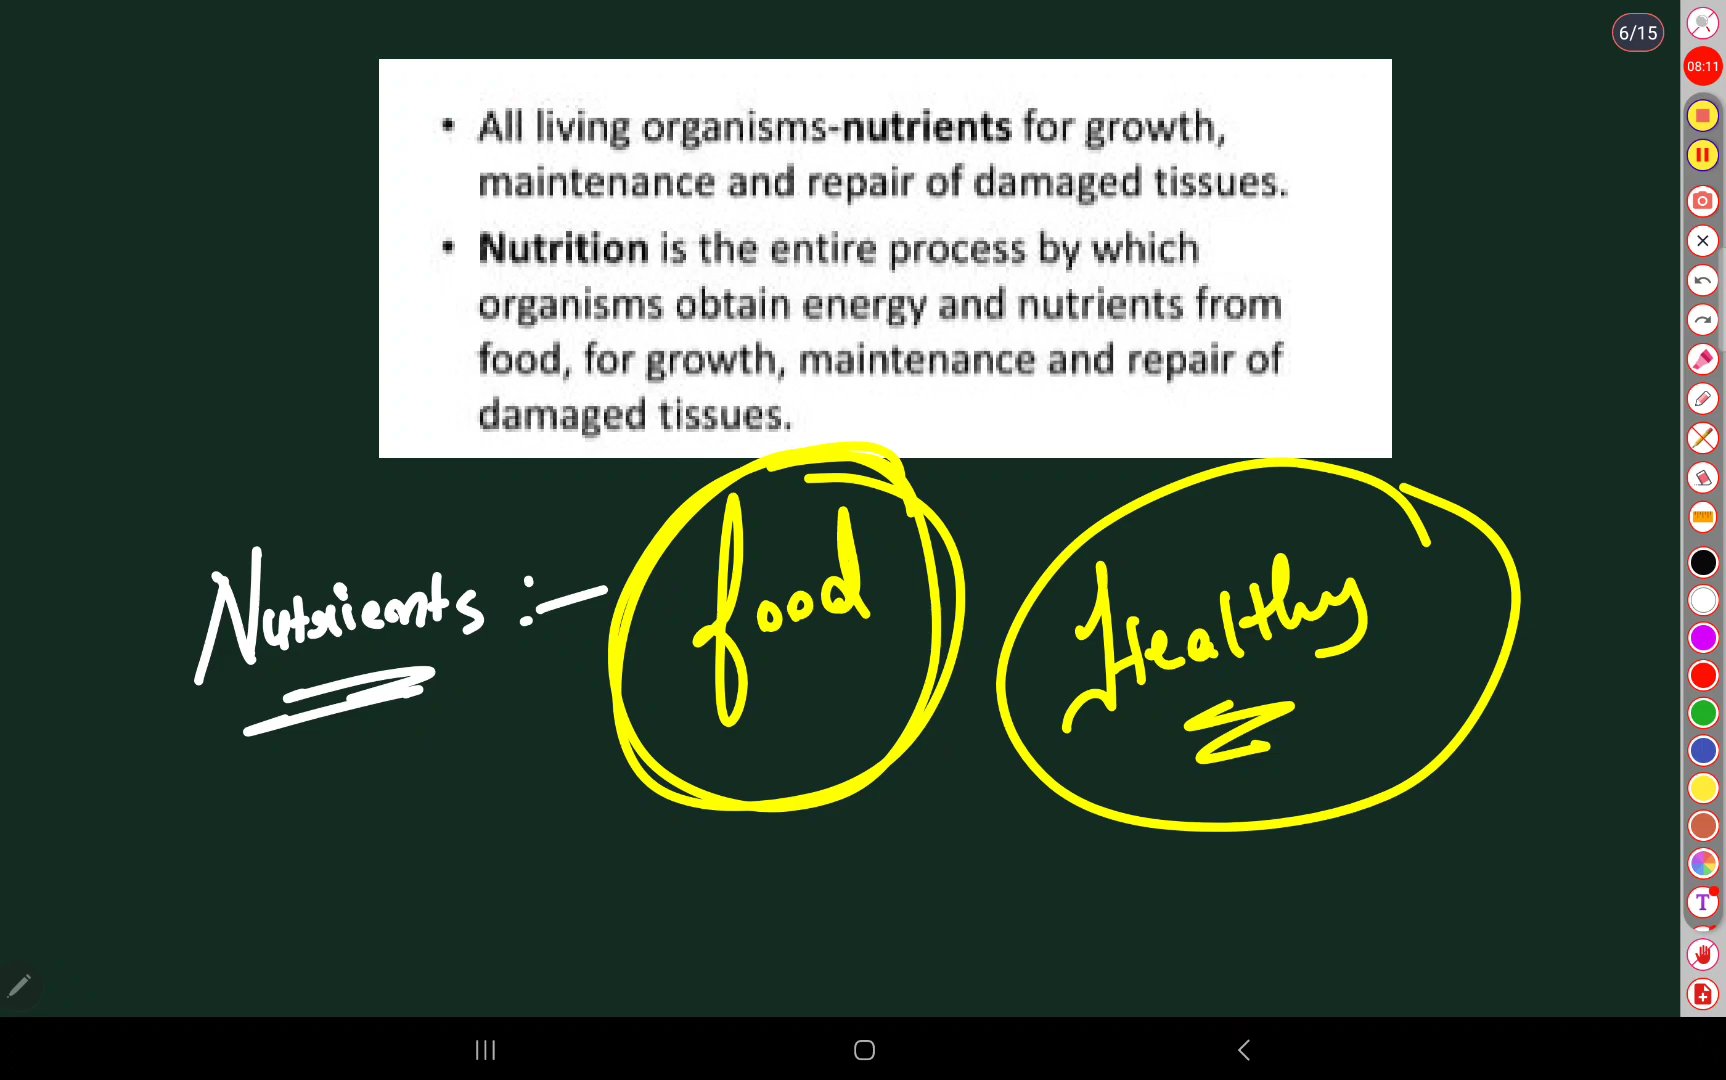 6/15
08:11
• All living organisms-nutrients for growth,
maintenance and repair of damaged tissues.
• Nutrition is the entire process by which
organisms obtain energy and nutrients from
food, for growth, maintenance and repair of
damaged tissues.
Nutrients :- food Healthy
T